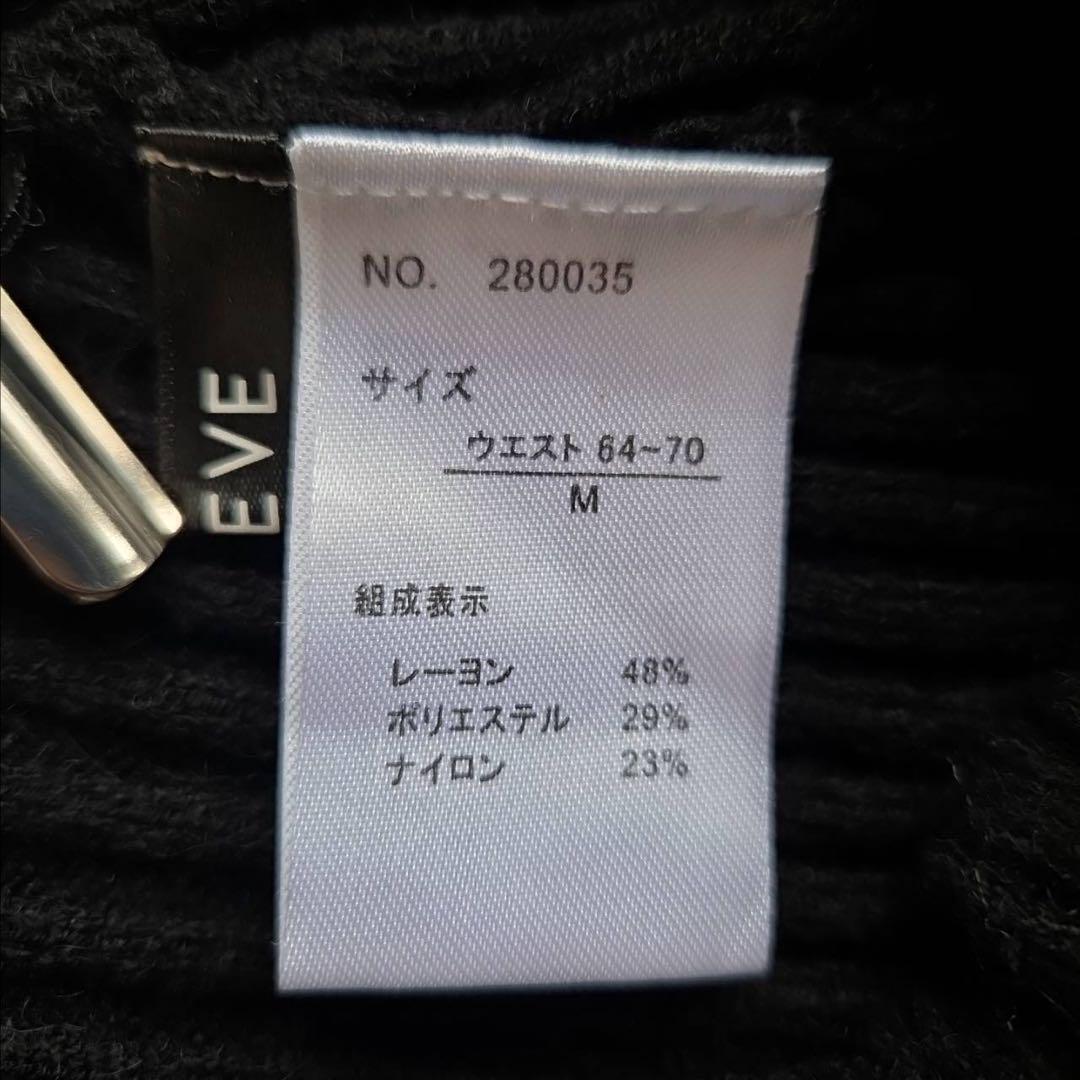 EVE
NO. 280035
サイズ
ウエスト 64~70
M
組成表示
レーヨン 48%
ポリエステル 29%
ナイロン 23%